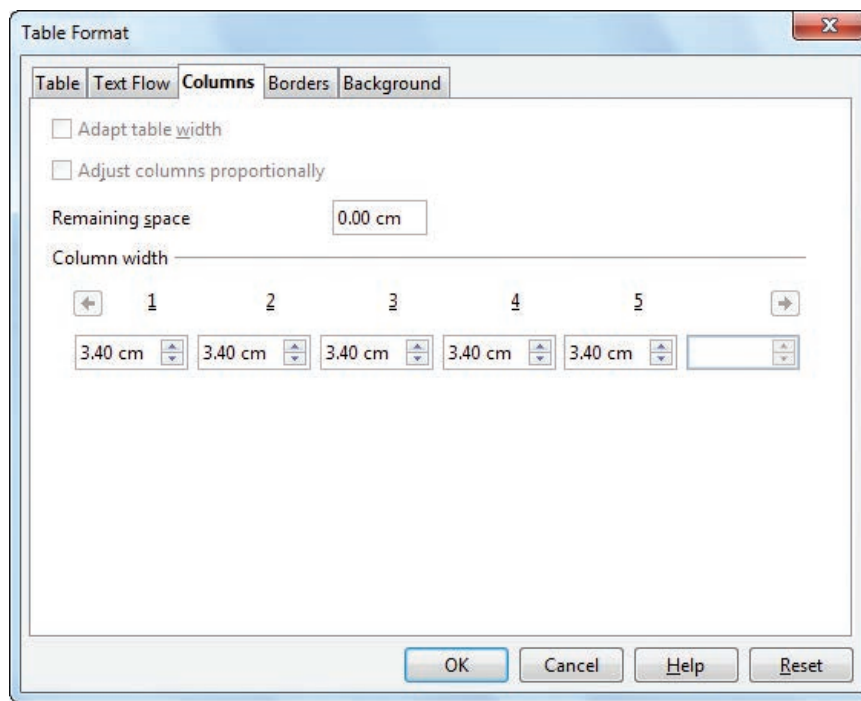 Table Format
Table Text Flow Columns Borders Background
Adapt table width
Adjust columns proportionally
Remaining space 0.00 cm
Column width
1 2 3 4 5
3.40 cm 3.40 cm 3.40 cm 3.40 cm 3.40 cm
OK Cancel Help Reset